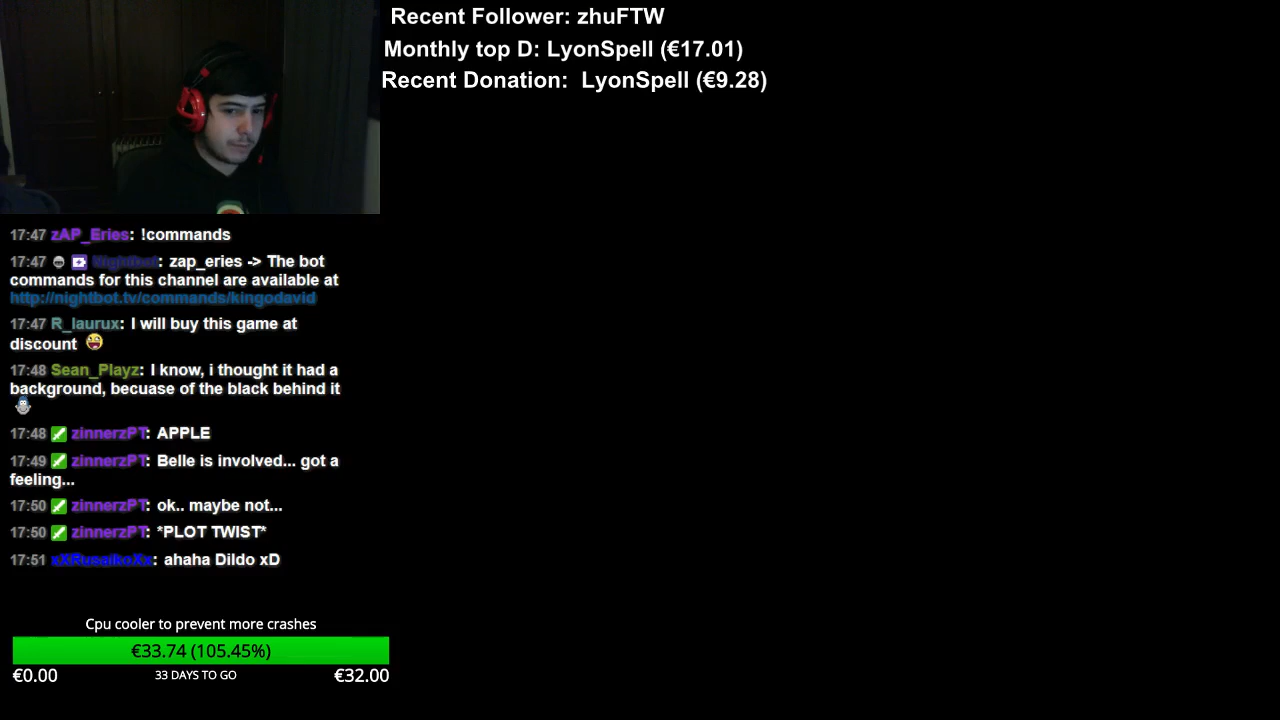 Recent Follower: zhuFTW
Monthly top D: LyonSpell (€17.01)
Recent Donation: LyonSpell (€9.28)
17:47 zAP_Eries: !commands
17:47 Nightbot: zap_eries -> The bot
commands for this channel are available at
http://nightbot.tv/commands/kingodavid
17:47 R_laurux: I will buy this game at
discount
17:48 Sean_Playz: I know, i thought it had a
background, becuase of the black behind it
17:48 zinnerzPT: APPLE
17:49 zinnerzPT: Belle is involved... got a
feeling...
17:50 zinnerzPT: ok.. maybe not...
17:50 zinnerzPT: *PLOT TWIST*
17:51 xXRusalkoXx: ahaha Dildo xD
Cpu cooler to prevent more crashes
€33.74 (105.45%)
€0.00 33 DAYS TO GO €32.00